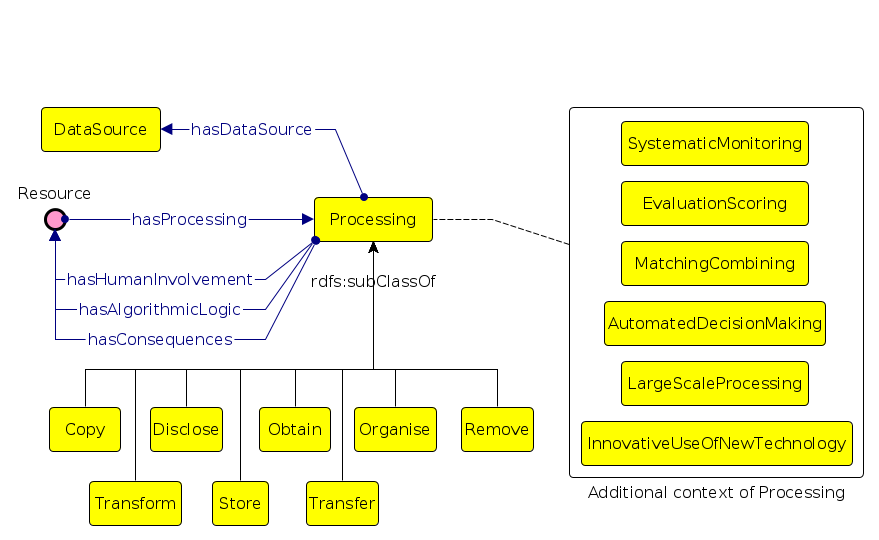 DataSource
hasDataSource
SystematicMonitoring
Resource
hasProcessing
Processing
EvaluationScoring
MatchingCombining
hasHumanInvolvement
rdfs:subClassOf
hasAlgorithmicLogic
AutomatedDecisionMaking
hasConsequences
LargeScaleProcessing
Copy
Disclose
Obtain
Organise
Remove
InnovativeUseOfNewTechnology
Transform
Store
Transfer
Additional context of Processing